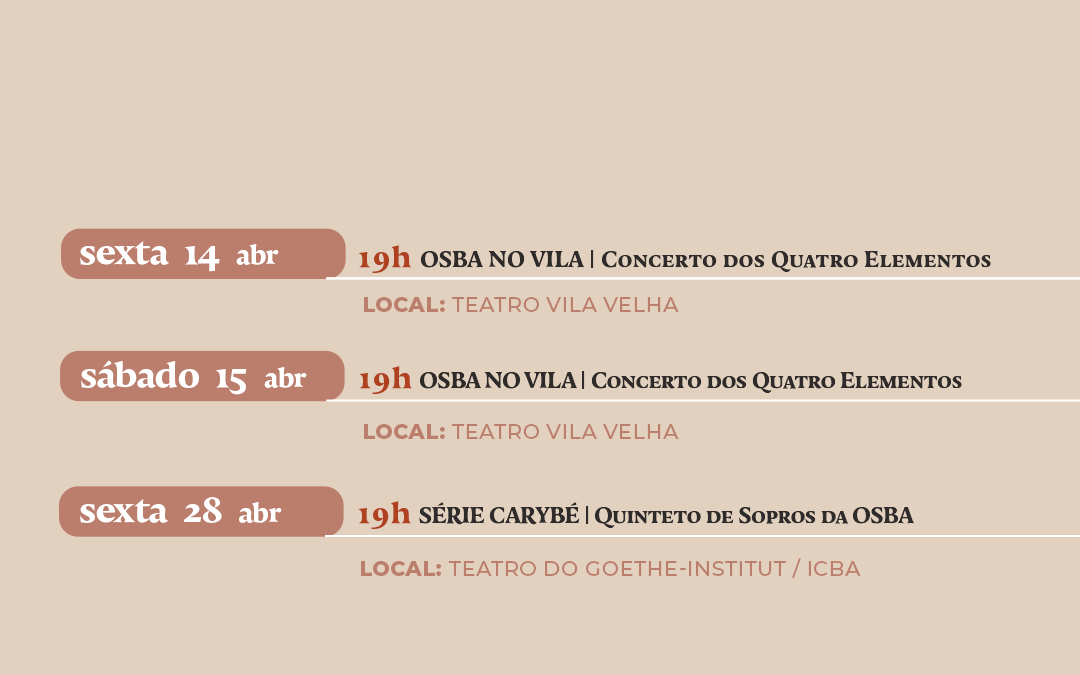 sexta 14 abr
19h OSBA NO VILA | Concerto dos Quatro Elementos
LOCAL: TEATRO VILA VELHA
sábado 15 abr
19h OSBA NO VILA | Concerto dos Quatro Elementos
LOCAL: TEATRO VILA VELHA
sexta 28 abr
19h SÉRIE CARYBÉ | Quinteto de Sopros da OSBA
LOCAL: TEATRO DO GOETHE-INSTITUT / ICBA